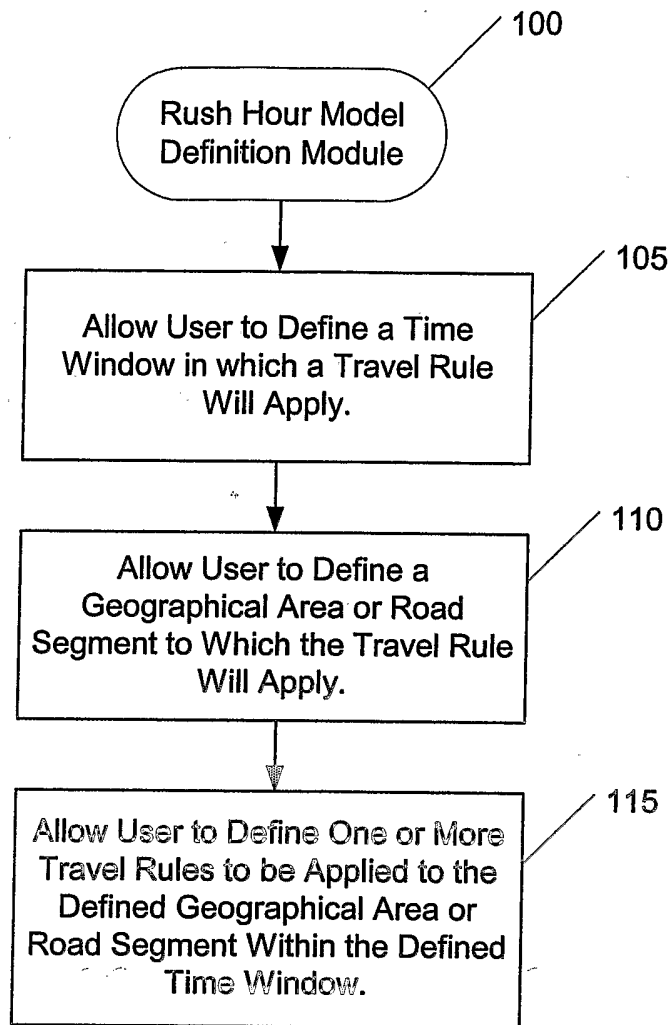 100
Rush Hour Model
Definition Module
105
Allow User to Define a Time
Window in which a Travel Rule
Will Apply.
110
Allow User to Define a
Geographical Area or Road
Segment to Which the Travel Rule
Will Apply.
115
Allow User to Define One or More
Travel Rules to be Applied to the
Defined Geographical Area or
Road Segment Within the Defined
Time Window.